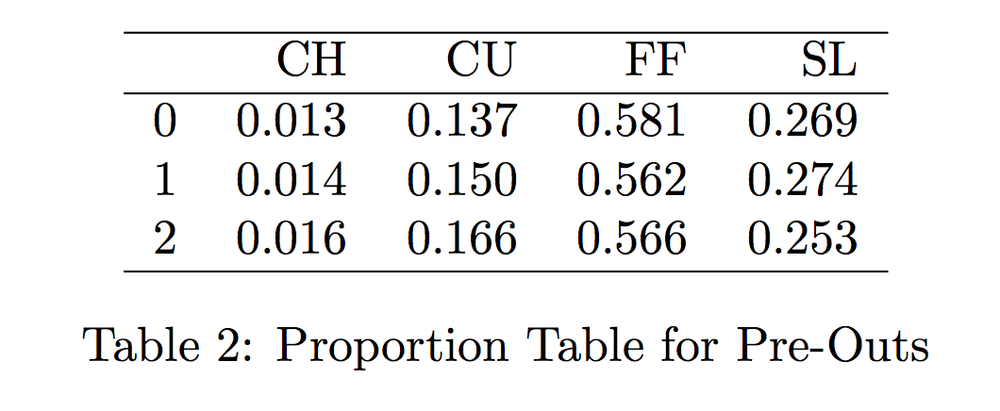 CH CU FF SL
0 0.013 0.137 0.581 0.269
1 0.014 0.150 0.562 0.274
2 0.016 0.166 0.566 0.253
Table 2: Proportion Table for Pre-Outs